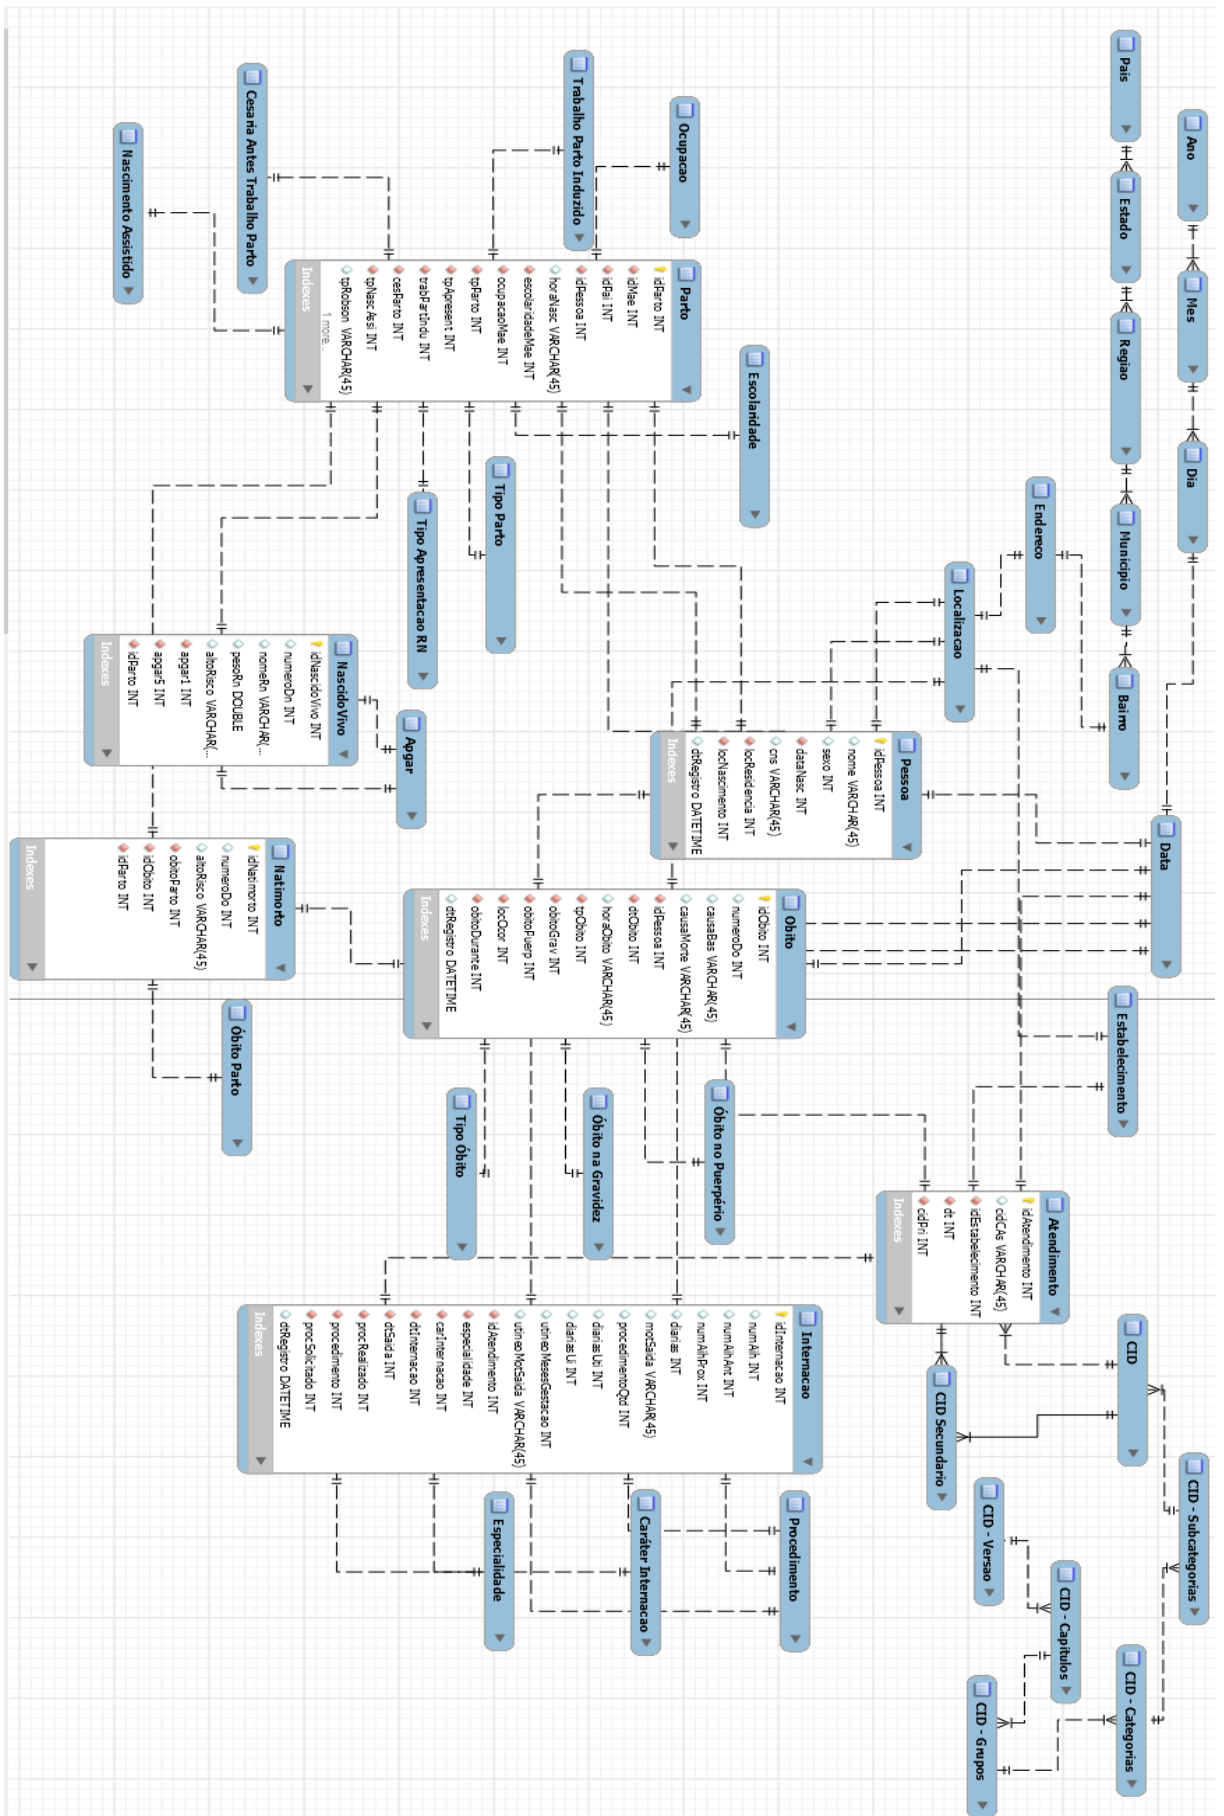 Ano
Mes
Dia
Data
CID - Subcategorias
Pais
Estado
Regiao
Municipio
Bairro
Estabelecimento
CID
CID - Categorias
Endereco
Atendimento
idAtendimento INT
cidCAs VARCHAR(45)
idEstabelecimento INT
dt INT
cidPri INT
Indexes
CID - Capitulos
Localizacao
CID Secundario
CID - Versao
CID - Grupos
Pessoa
idPessoa INT
nome VARCHAR(45)
sexo INT
dataNasc INT
cns VARCHAR(45)
locResidencia INT
locNascimento INT
dtRegistro DATETIME
Indexes
Escolaridade
Óbito
idObito INT
numeroDo INT
causaBas VARCHAR(45)
causaMorte VARCHAR(45)
idPessoa INT
dtObito INT
horaObito VARCHAR(45)
tpObito INT
obitoGrav INT
obitoPuerp INT
locOcor INT
obitoDurante INT
dtRegistro DATETIME
Indexes
Internacao
idInternacao INT
numAih INT
numAihAnt INT
numAihProx INT
diarias INT
motSaida VARCHAR(45)
procedimentoQtd INT
diariasUti INT
diariasUi INT
utineoMesesGestacao INT
utineoMotSaida VARCHAR(45)
idAtendimento INT
especialidade INT
carInternacao INT
dtInternacao INT
dtSaida INT
procRealizado INT
procedimento INT
procSolicitado INT
dtRegistro DATETIME
Indexes
Procedimento
Óbito no Puerpério
Ocupacao
Parto
idParto INT
idMae INT
idPai INT
idPessoa INT
horaNasc VARCHAR(45)
escolaridadeMae INT
ocupacaoMae INT
tpParto INT
tpApresent INT
trabPartIndu INT
cesParto INT
tpNascAssi INT
tpRobson VARCHAR(45)
1 more...
Indexes
Caráter Internacao
Óbito na Gravidez
Trabalho Parto Induzido
Tipo Parto
Especialidade
Tipo Óbito
Tipo Apresentacao RN
Apgar
NascidoVivo
idNascidoVivo INT
numeroDn INT
nomeRn VARCHAR(...
pesoRn DOUBLE
altoRisco VARCHAR(...
apgar1 INT
apgar5 INT
idParto INT
Indexes
Natimorto
idNatimorto INT
numeroDo INT
altoRisco VARCHAR(45)
obitoParto INT
idObito INT
idParto INT
Indexes
Cesaria Antes Trabalho Parto
Óbito Parto
Nascimento Assistido